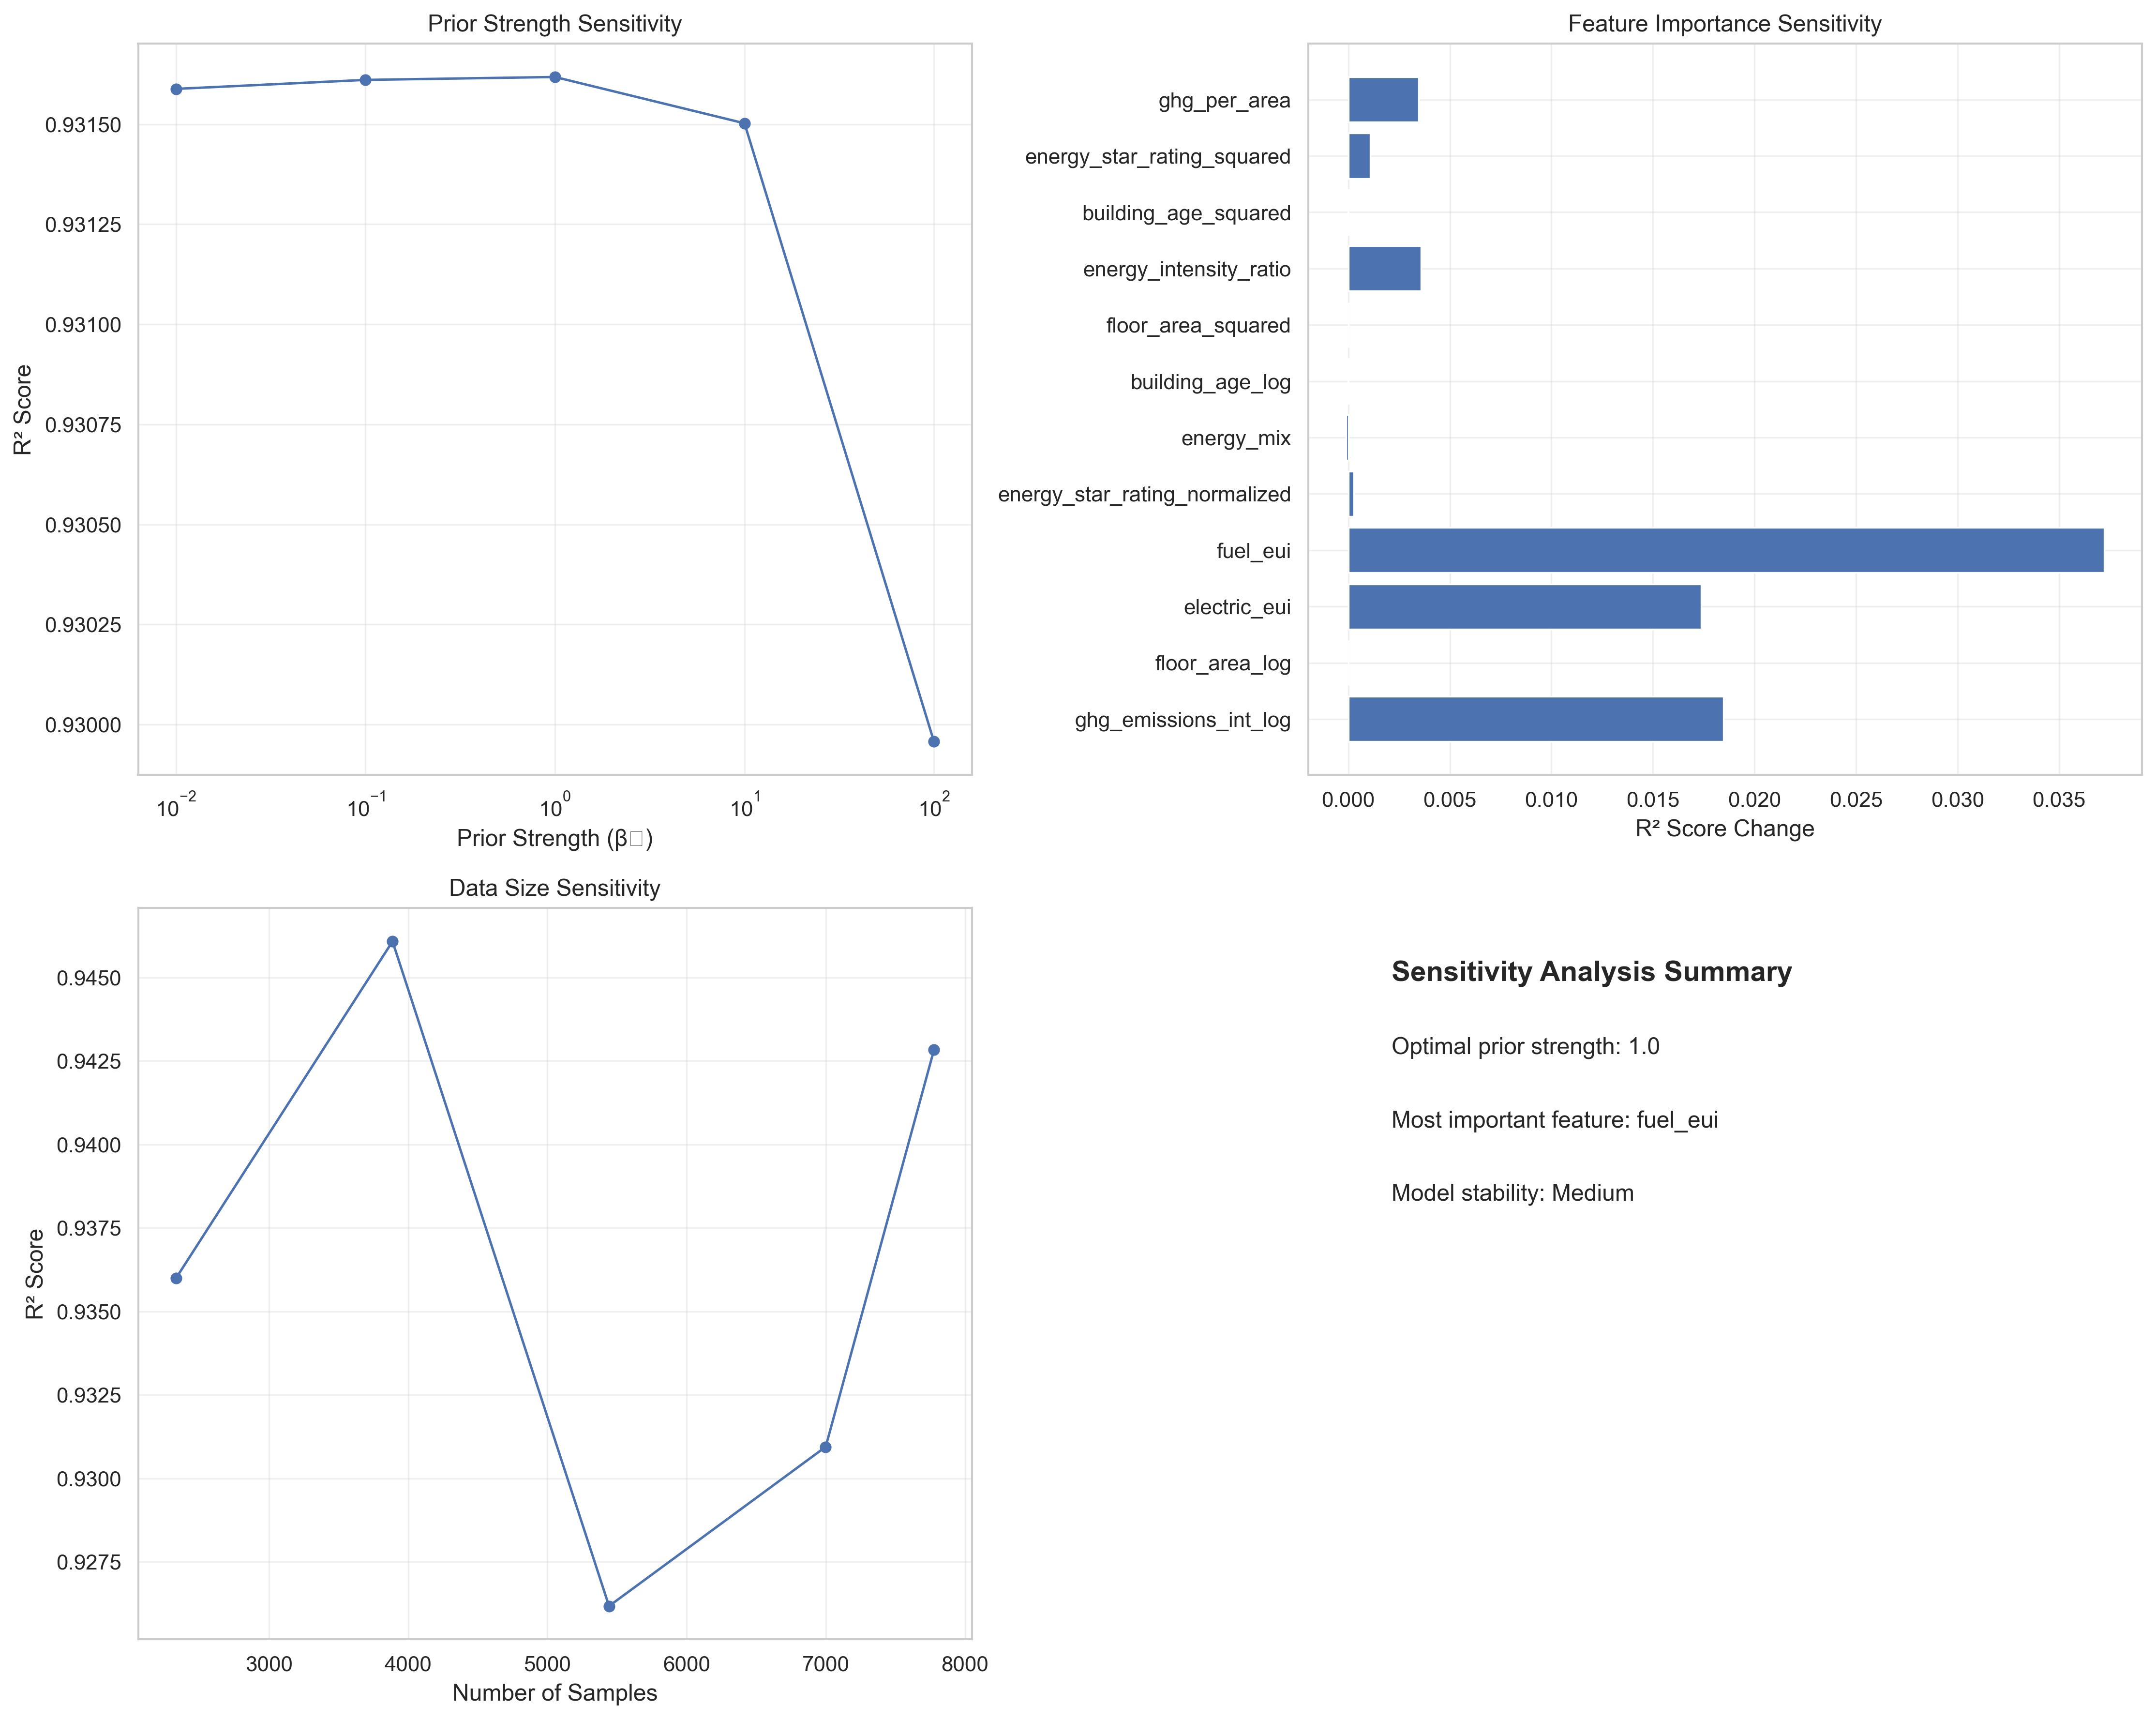 Prior Strength Sensitivity
R² Score
0.93150
0.93125
0.93100
0.93075
0.93050
0.93025
0.93000
10⁻² 10⁻¹ 10⁰ 10¹ 10²
Prior Strength (β□)
Feature Importance Sensitivity
ghg_per_area
energy_star_rating_squared
building_age_squared
energy_intensity_ratio
floor_area_squared
building_age_log
energy_mix
energy_star_rating_normalized
fuel_eui
electric_eui
floor_area_log
ghg_emissions_int_log
0.000 0.005 0.010 0.015 0.020 0.025 0.030 0.035
R² Score Change
Data Size Sensitivity
R² Score
0.9450
0.9425
0.9400
0.9375
0.9350
0.9325
0.9300
0.9275
3000 4000 5000 6000 7000 8000
Number of Samples
Sensitivity Analysis Summary
Optimal prior strength: 1.0
Most important feature: fuel_eui
Model stability: Medium